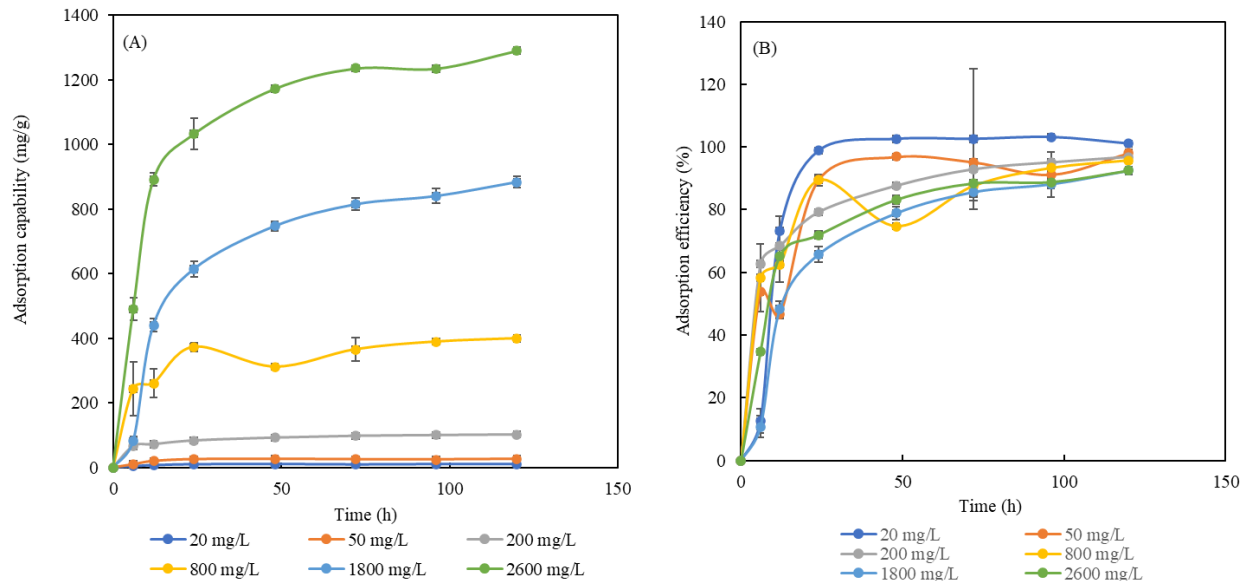 (A)
Adsorption capability (mg/g)
1400
1200
1000
800
600
400
200
0
0 50 100 150
Time (h)
20 mg/L 50 mg/L 200 mg/L
800 mg/L 1800 mg/L 2600 mg/L
(B)
Adsorption efficiency (%)
140
120
100
80
60
40
20
0
0 50 100 150
Time (h)
20 mg/L 50 mg/L
200 mg/L 800 mg/L
1800 mg/L 2600 mg/L